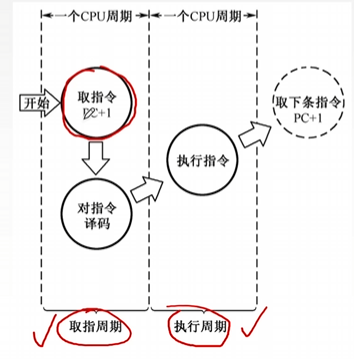 一个CPU周期
一个CPU周期
开始
取指令
PC+1
对指令
译码
执行指令
取下条指令
PC+1
取指周期
执行周期